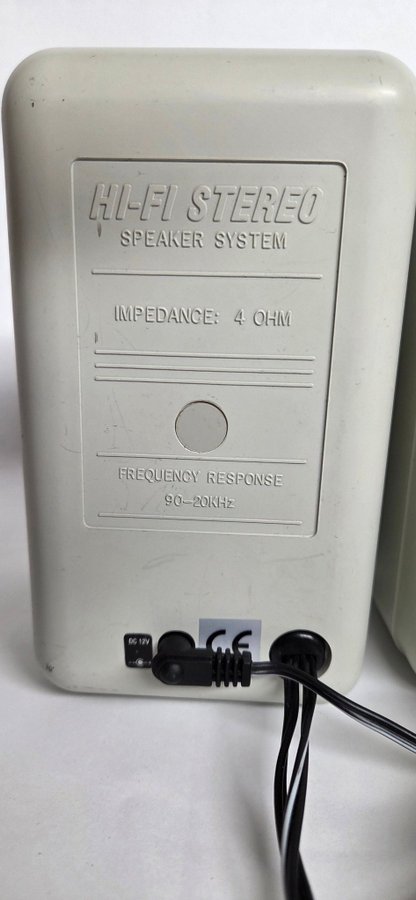 HI-FI STEREO
SPEAKER SYSTEM
IMPEDANCE: 4 OHM
FREQUENCY RESPONSE
90-20KHz
DC 12V
CE